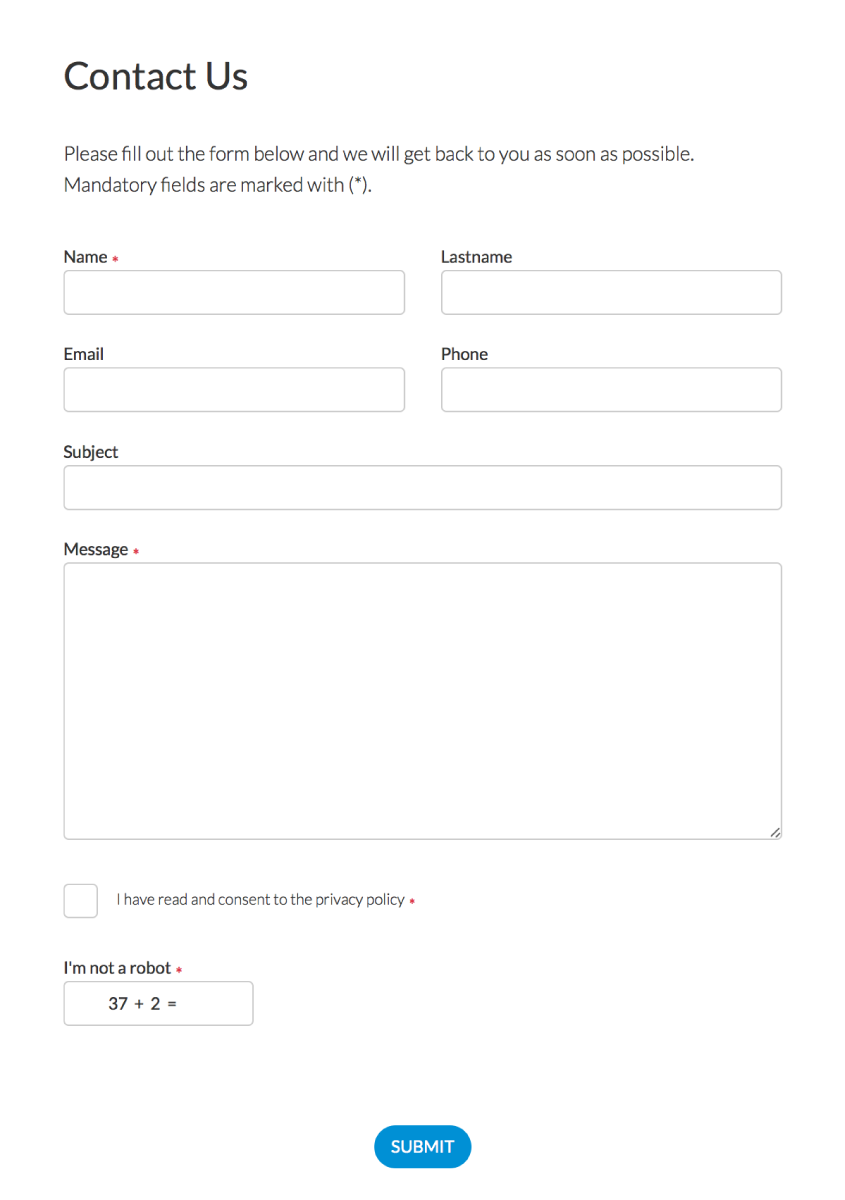 Contact Us
Please fill out the form below and we will get back to you as soon as possible.
Mandatory fields are marked with (*).
Name *
Lastname
Email
Phone
Subject
Message *
I have read and consent to the privacy policy *
I'm not a robot *
37 + 2 =
SUBMIT